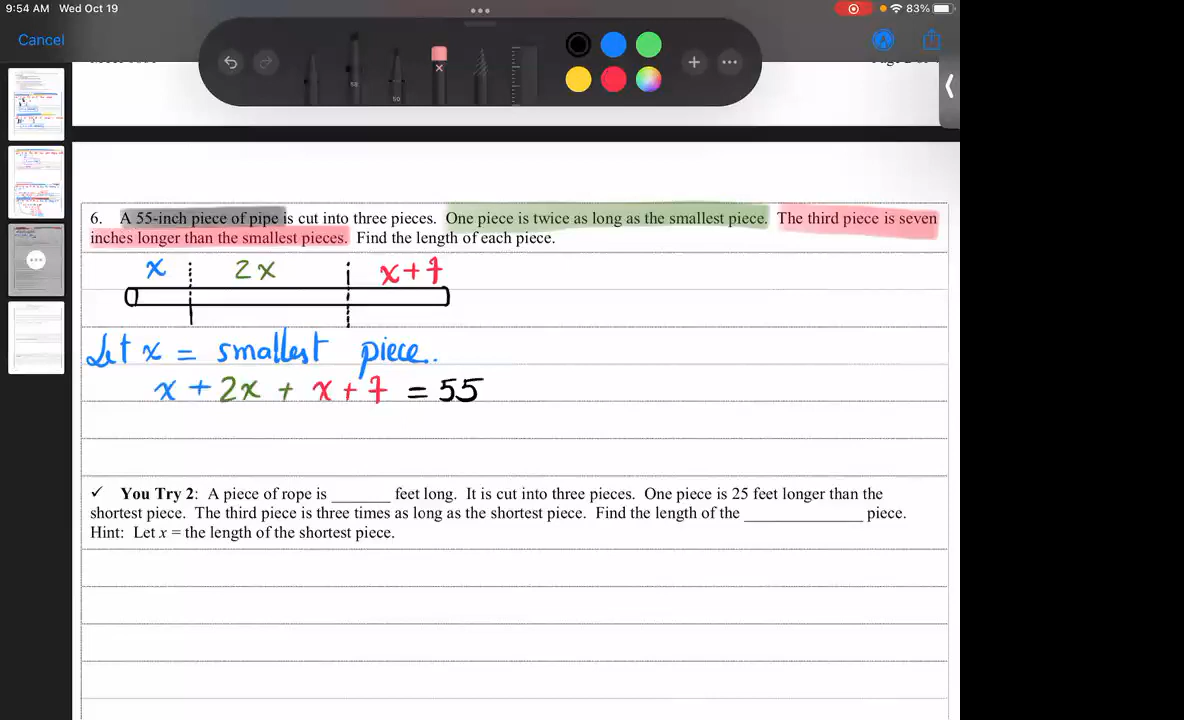 9:54 AM Wed Oct 19
83%
Cancel
6. A 55-inch piece of pipe is cut into three pieces. One piece is twice as long as the smallest piece. The third piece is seven
inches longer than the smallest pieces. Find the length of each piece.
x 2x x+7
Let x = smallest piece.
x + 2x + x + 7 = 55
✓ You Try 2: A piece of rope is _______ feet long. It is cut into three pieces. One piece is 25 feet longer than the
shortest piece. The third piece is three times as long as the shortest piece. Find the length of the ______________ piece.
Hint: Let x = the length of the shortest piece.